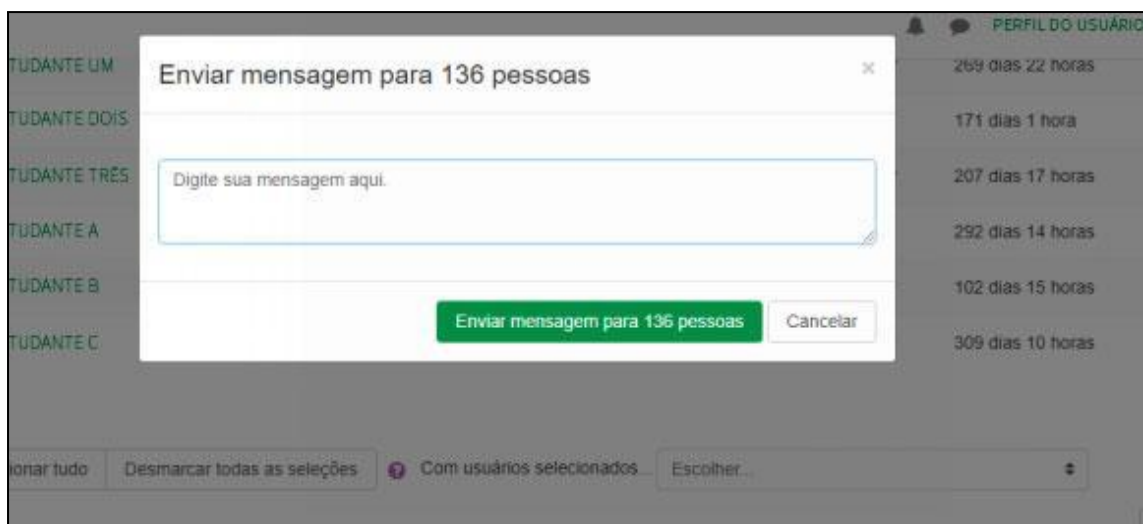 PERFIL DO USUÁRIO
Enviar mensagem para 136 pessoas ×
TUDANTE UM 269 dias 22 horas
TUDANTE DOIS 171 dias 1 hora
TUDANTE TRÊS 207 dias 17 horas
Digite sua mensagem aqui.
TUDANTE A 292 dias 14 horas
TUDANTE B 102 dias 15 horas
Enviar mensagem para 136 pessoas Cancelar
TUDANTE C 309 dias 10 horas
ionar tudo Desmarcar todas as seleções Com usuários selecionados... Escolher...